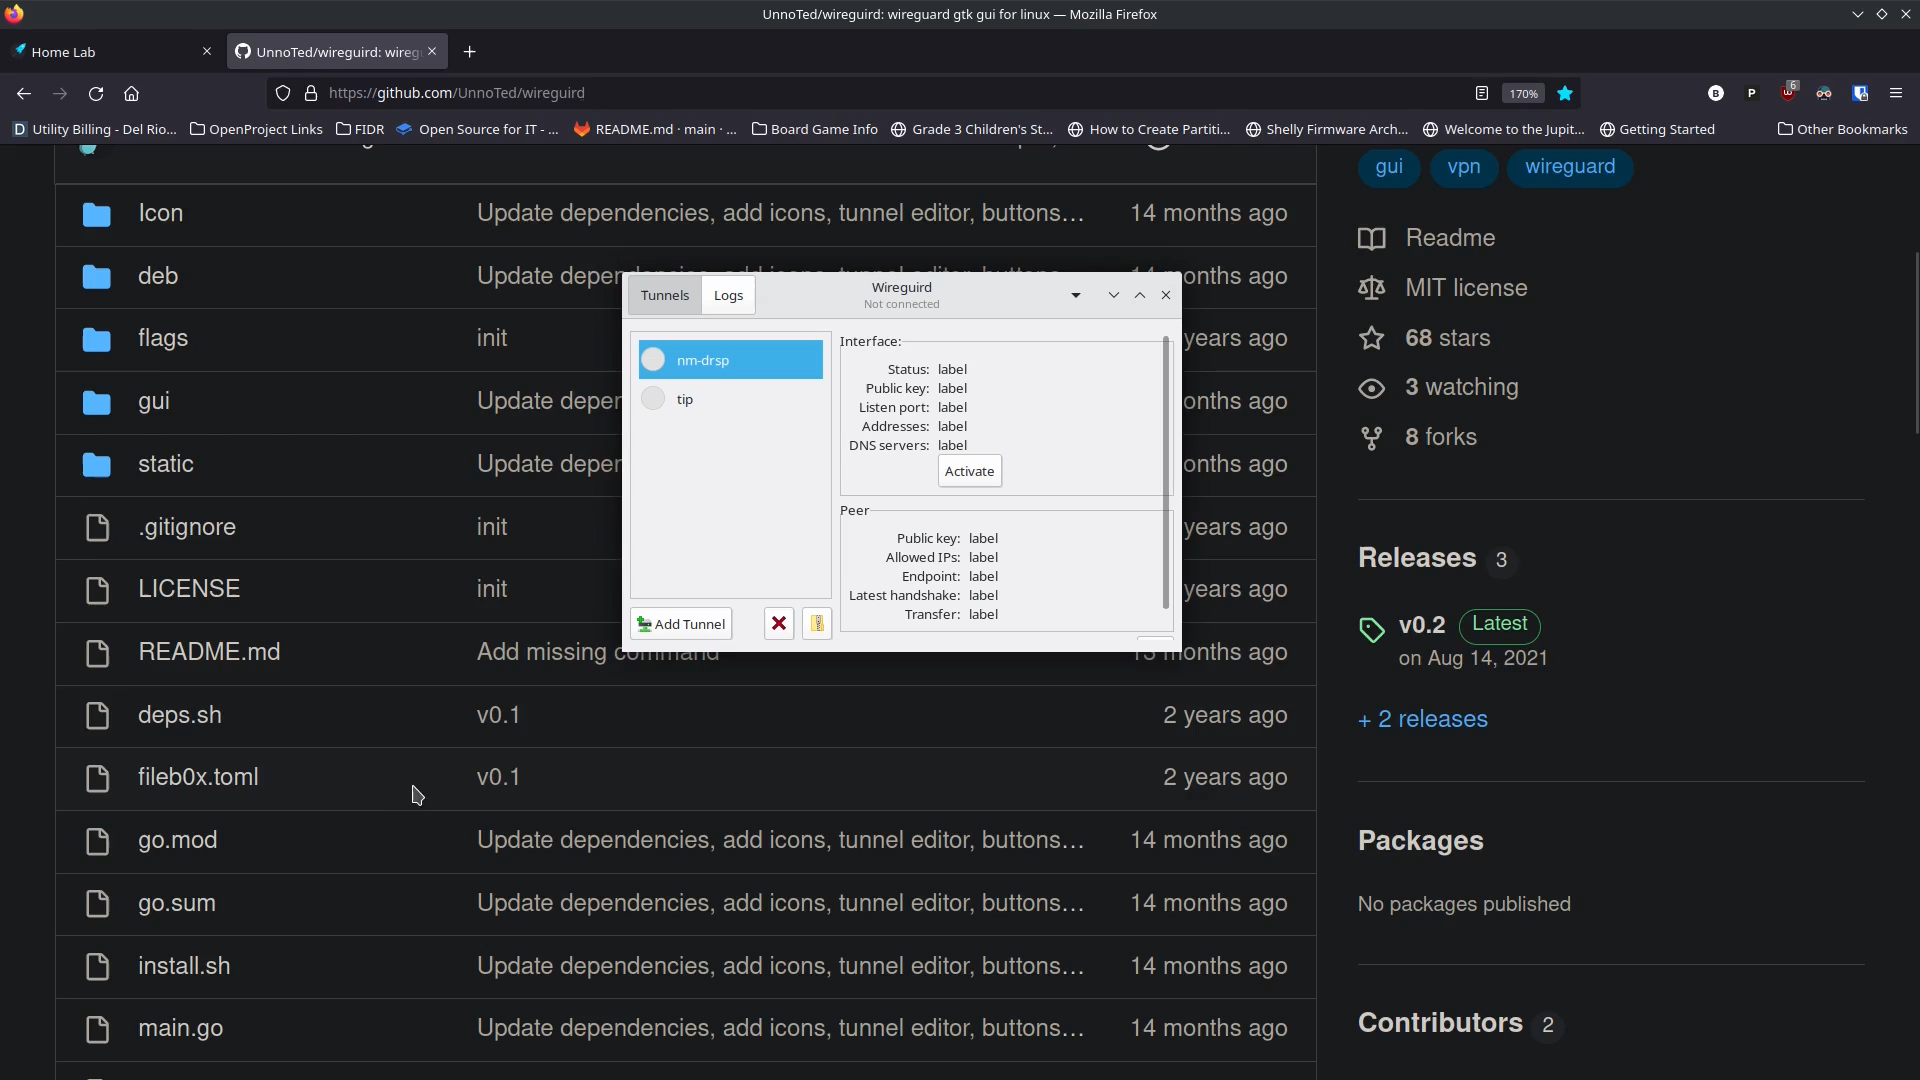 UnnoTed/wireguird: wireguard gtk gui for linux — Mozilla Firefox
Home Lab
UnnoTed/wireguird: wireg
https://github.com/UnnoTed/wireguird
170%
B
P
6
Utility Billing - Del Rio...
OpenProject Links
FIDR
Open Source for IT - ...
README.md · main · ...
Board Game Info
Grade 3 Children's St...
How to Create Partiti...
Shelly Firmware Arch...
Welcome to the Jupit...
Getting Started
Other Bookmarks
Icon Update dependencies, add icons, tunnel editor, buttons... 14 months ago
deb Update months ago
flags init years ago
gui Update months ago
static Update months ago
.gitignore init years ago
LICENSE init years ago
README.md Add missing command 13 months ago
deps.sh v0.1 2 years ago
fileb0x.toml v0.1 2 years ago
go.mod Update dependencies, add icons, tunnel editor, buttons... 14 months ago
go.sum Update dependencies, add icons, tunnel editor, buttons... 14 months ago
install.sh Update dependencies, add icons, tunnel editor, buttons... 14 months ago
main.go Update dependencies, add icons, tunnel editor, buttons... 14 months ago
Tunnels
Logs
Wireguird
Not connected
nm-drsp
tip
Add Tunnel
Interface:
Status: label
Public key: label
Listen port: label
Addresses: label
DNS servers: label
Activate
Peer
Public key: label
Allowed IPs: label
Endpoint: label
Latest handshake: label
Transfer: label
gui vpn wireguard
Readme
MIT license
68 stars
3 watching
8 forks
Releases 3
v0.2 Latest
on Aug 14, 2021
+ 2 releases
Packages
No packages published
Contributors 2